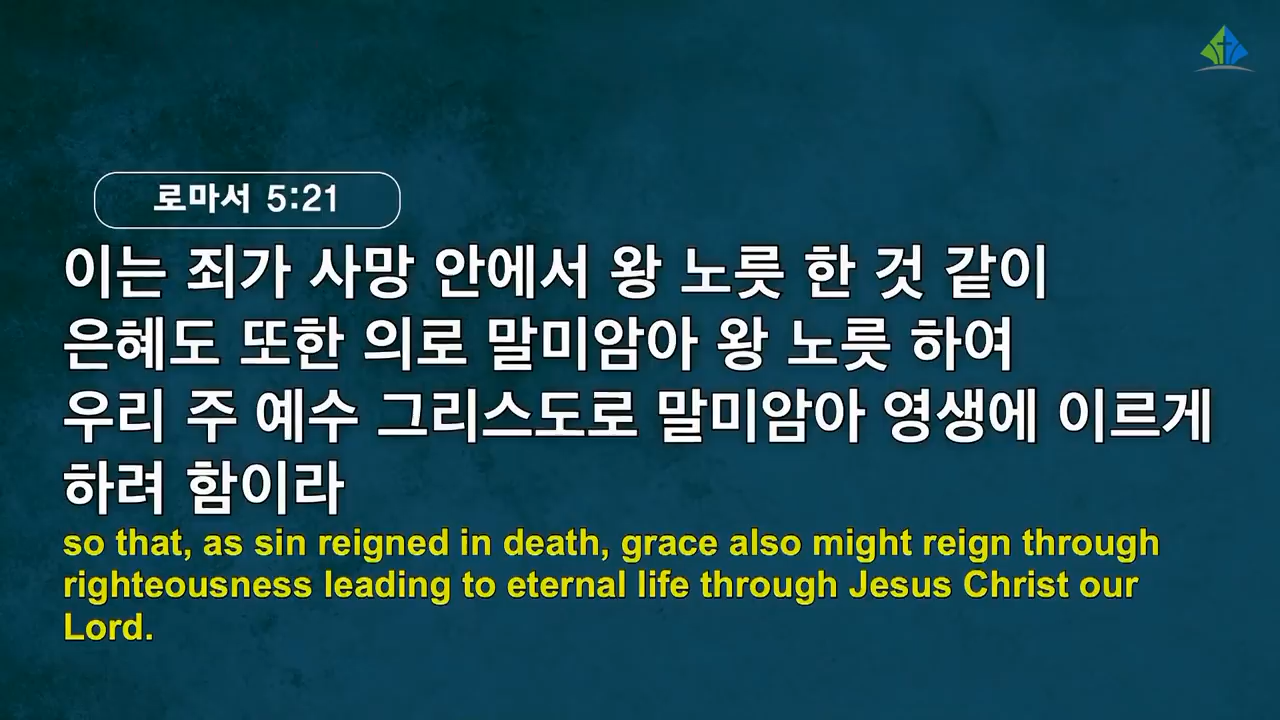 로마서 5:21
이는 죄가 사망 안에서 왕 노릇 한 것 같이
은혜도 또한 의로 말미암아 왕 노릇 하여
우리 주 예수 그리스도로 말미암아 영생에 이르게
하려 함이라
so that, as sin reigned in death, grace also might reign through
righteousness leading to eternal life through Jesus Christ our
Lord.